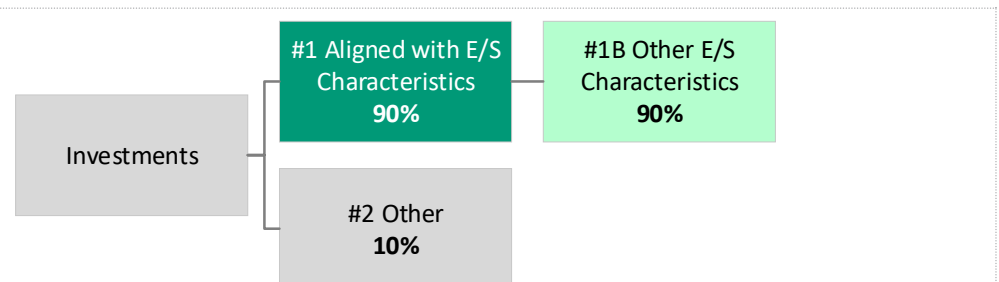 Investments
#1 Aligned with E/S
Characteristics
90%
#1B Other E/S
Characteristics
90%
#2 Other
10%